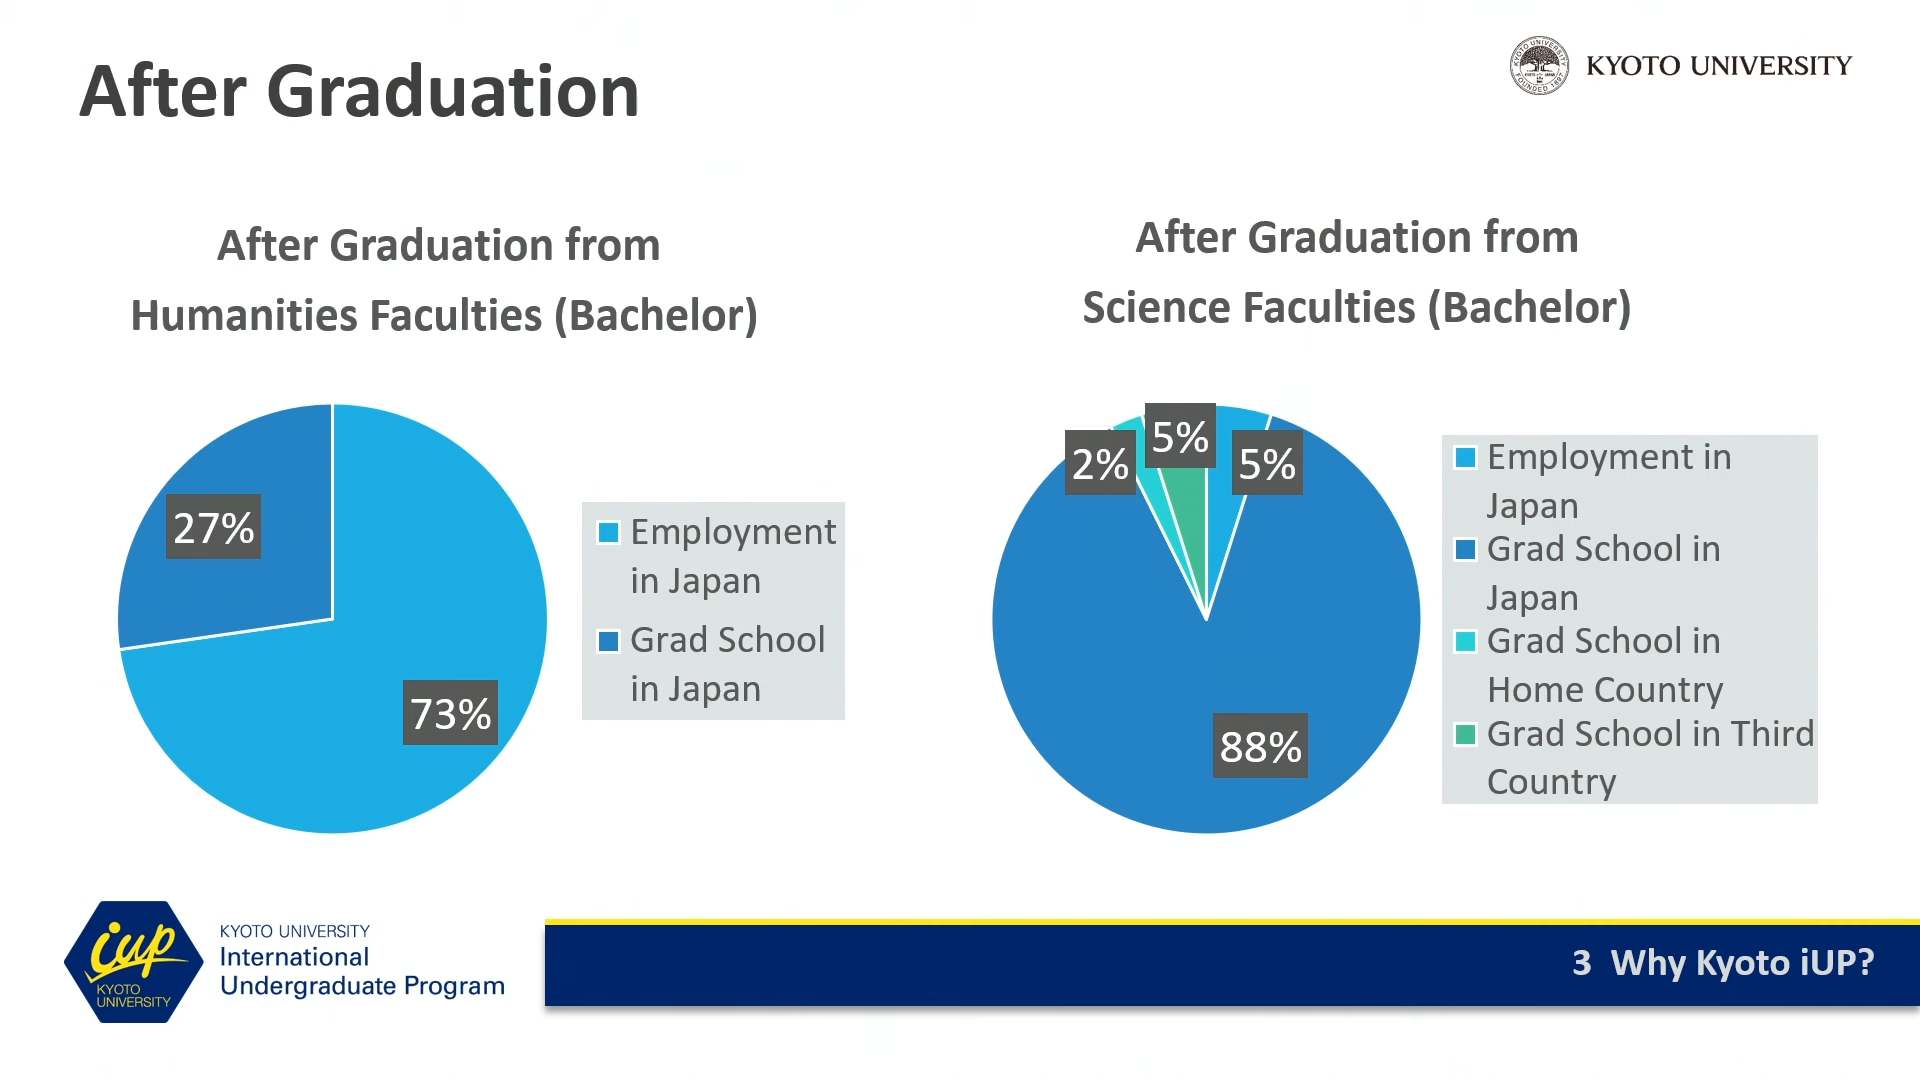 After Graduation
KYOTO UNIVERSITY
After Graduation from
Humanities Faculties (Bachelor)
27%
73%
Employment
in Japan
Grad School
in Japan
After Graduation from
Science Faculties (Bachelor)
2%
5%
5%
88%
Employment in
Japan
Grad School in
Japan
Grad School in
Home Country
Grad School in Third
Country
iup
KYOTO
UNIVERSITY
KYOTO UNIVERSITY
International
Undergraduate Program
3 Why Kyoto iUP?